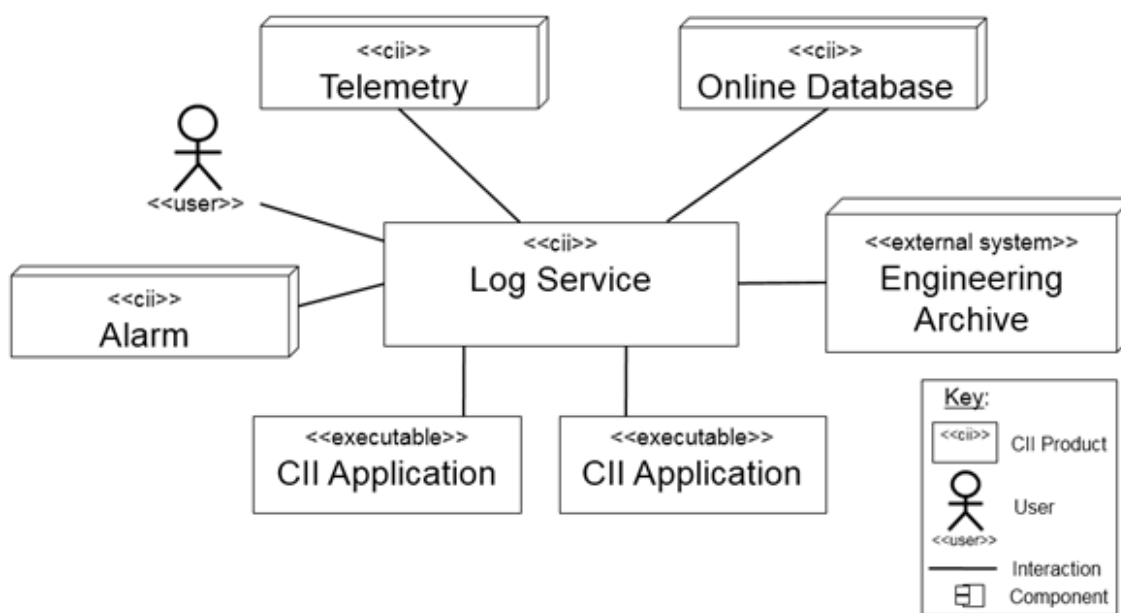 <<cii>>
Telemetry
<<cii>>
Online Database
<<user>>
<<cii>>
Log Service
<<external system>>
Engineering
Archive
<<cii>>
Alarm
<<executable>>
CII Application
<<executable>>
CII Application
Key:
<<cii>>
CII Product
User
<<user>>
Interaction
Component